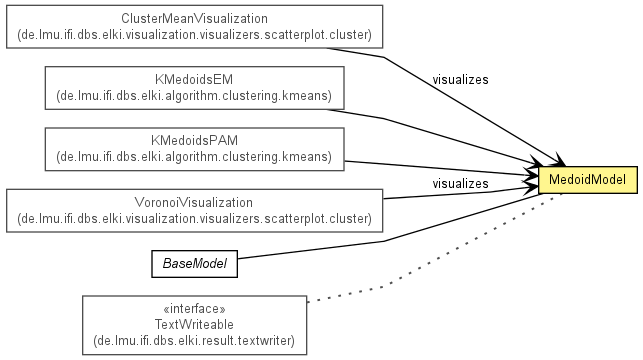 ClusterMeanVisualization
(de.lmu.ifi.dbs.elki.visualization.visualizers.scatterplot.cluster)
visualizes
KMedoidsEM
(de.lmu.ifi.dbs.elki.algorithm.clustering.kmeans)
KMedoidsPAM
(de.lmu.ifi.dbs.elki.algorithm.clustering.kmeans)
MedoidModel
visualizes
VoronoiVisualization
(de.lmu.ifi.dbs.elki.visualization.visualizers.scatterplot.cluster)
BaseModel
«interface»
TextWriteable
(de.lmu.ifi.dbs.elki.result.textwriter)